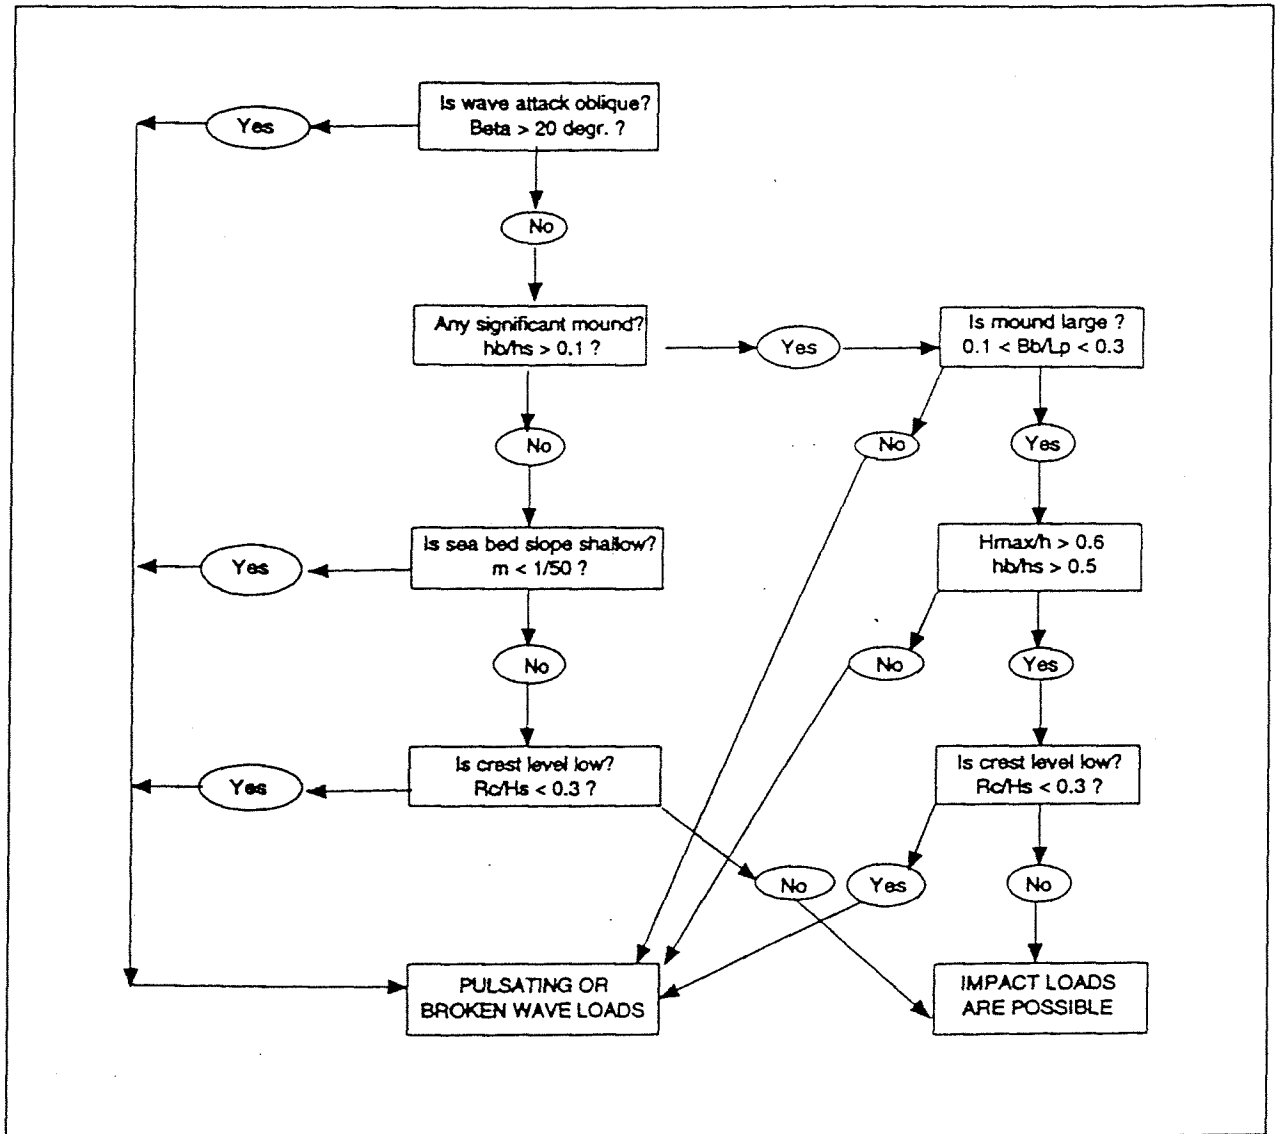 Is wave attack oblique?
Beta > 20 degr. ?
Yes
No
Any significant mound?
hb/hs > 0.1 ?
Yes
Is mound large ?
0.1 < Bb/Lp < 0.3
No
No
Yes
Is sea bed slope shallow?
m < 1/50 ?
Yes
Hmax/h > 0.6
hb/hs > 0.5
No
No
Yes
Is crest level low?
Rc/Hs < 0.3 ?
Yes
Is crest level low?
Rc/Hs < 0.3 ?
No
Yes
No
PULSATING OR
BROKEN WAVE LOADS
IMPACT LOADS
ARE POSSIBLE